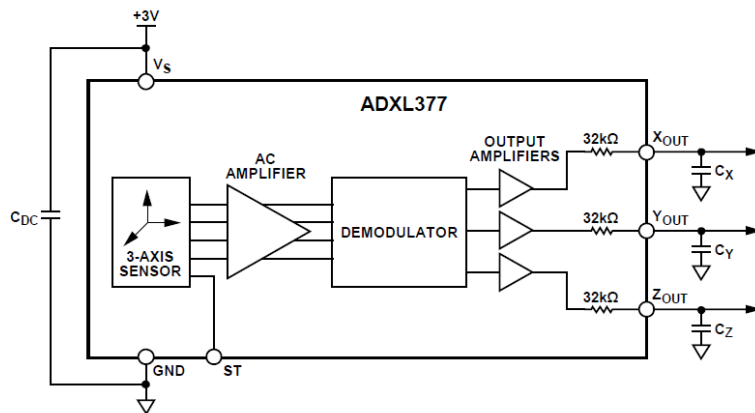 +3V
VS
ADXL377
AC
AMPLIFIER
OUTPUT
AMPLIFIERS
32kΩ
XOUT
CX
3-AXIS
SENSOR
DEMODULATOR
32kΩ
YOUT
CY
CDC
32kΩ
ZOUT
CZ
GND
ST